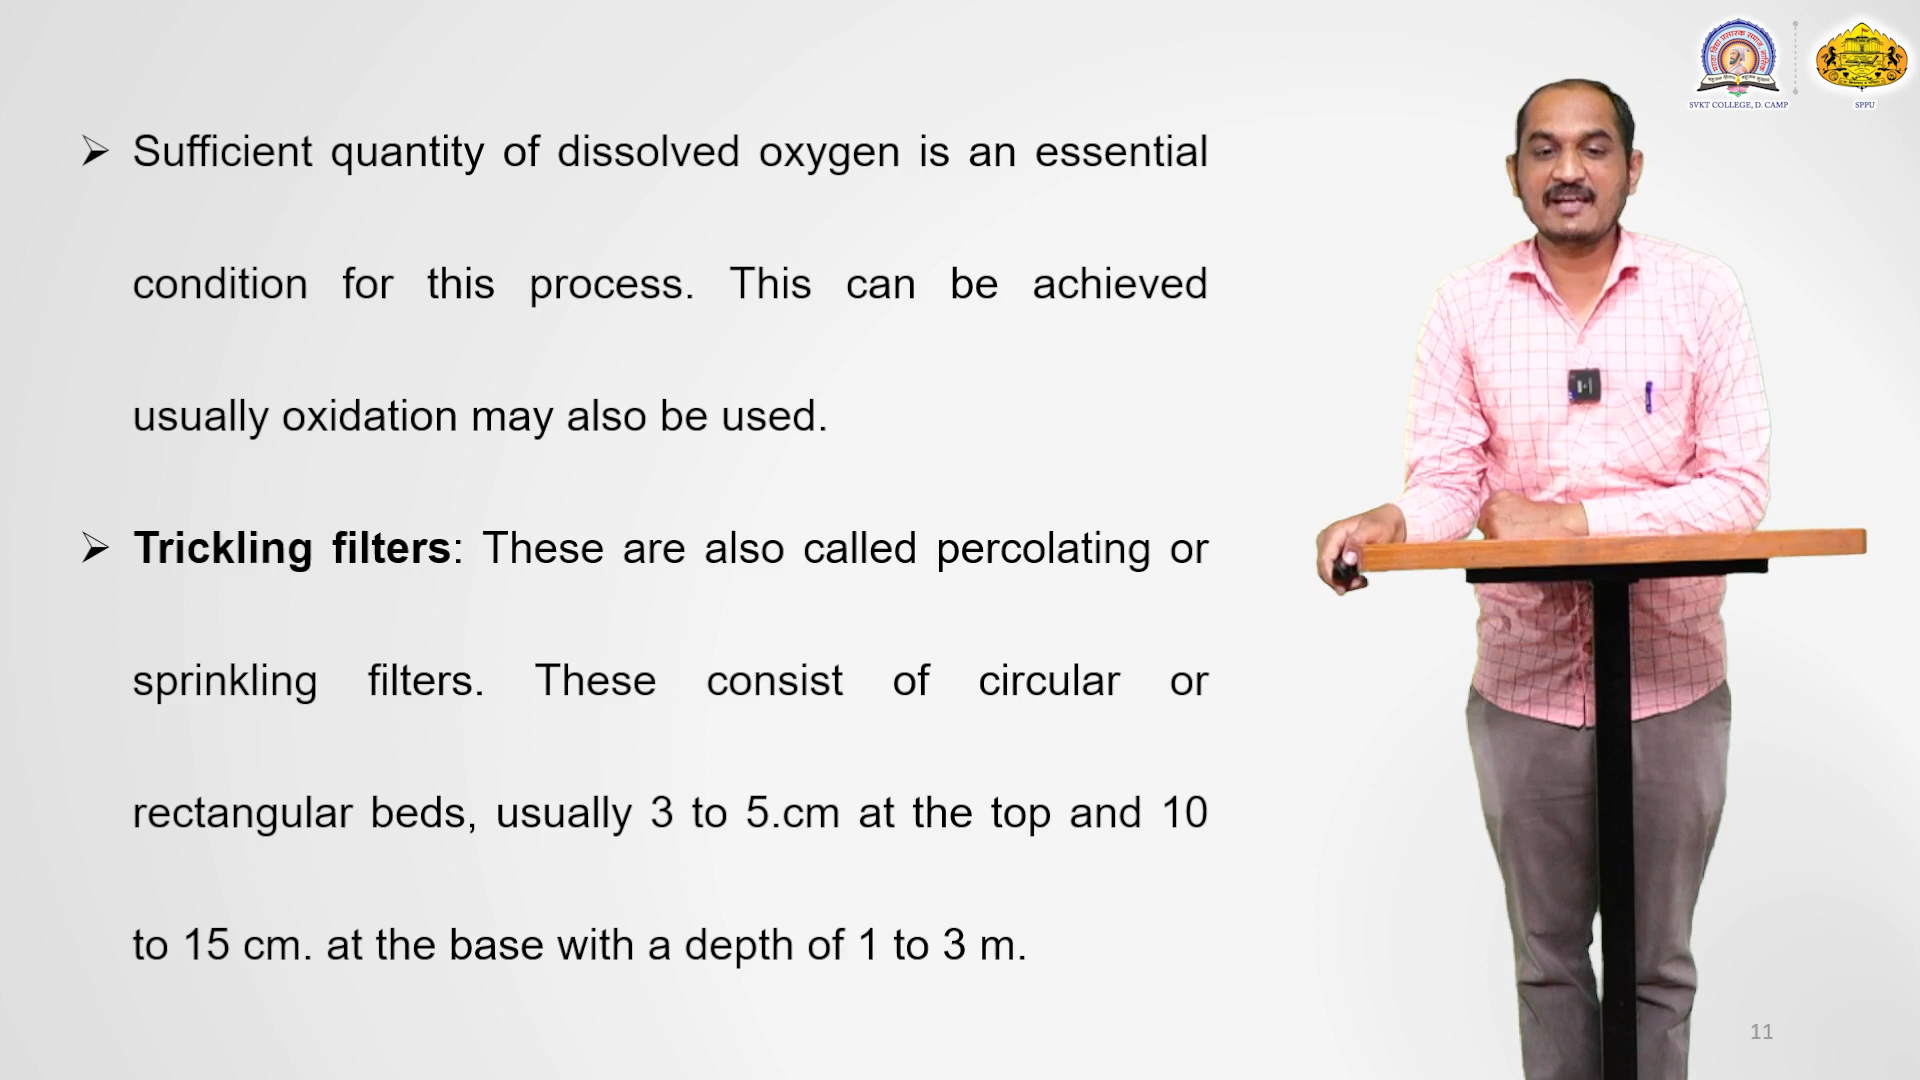 SVKT COLLEGE, D. CAMP
SPPU
➢ Sufficient quantity of dissolved oxygen is an essential
condition for this process. This can be achieved
usually oxidation may also be used.
➢ Trickling filters: These are also called percolating or
sprinkling filters. These consist of circular or
rectangular beds, usually 3 to 5.cm at the top and 10
to 15 cm. at the base with a depth of 1 to 3 m.
11